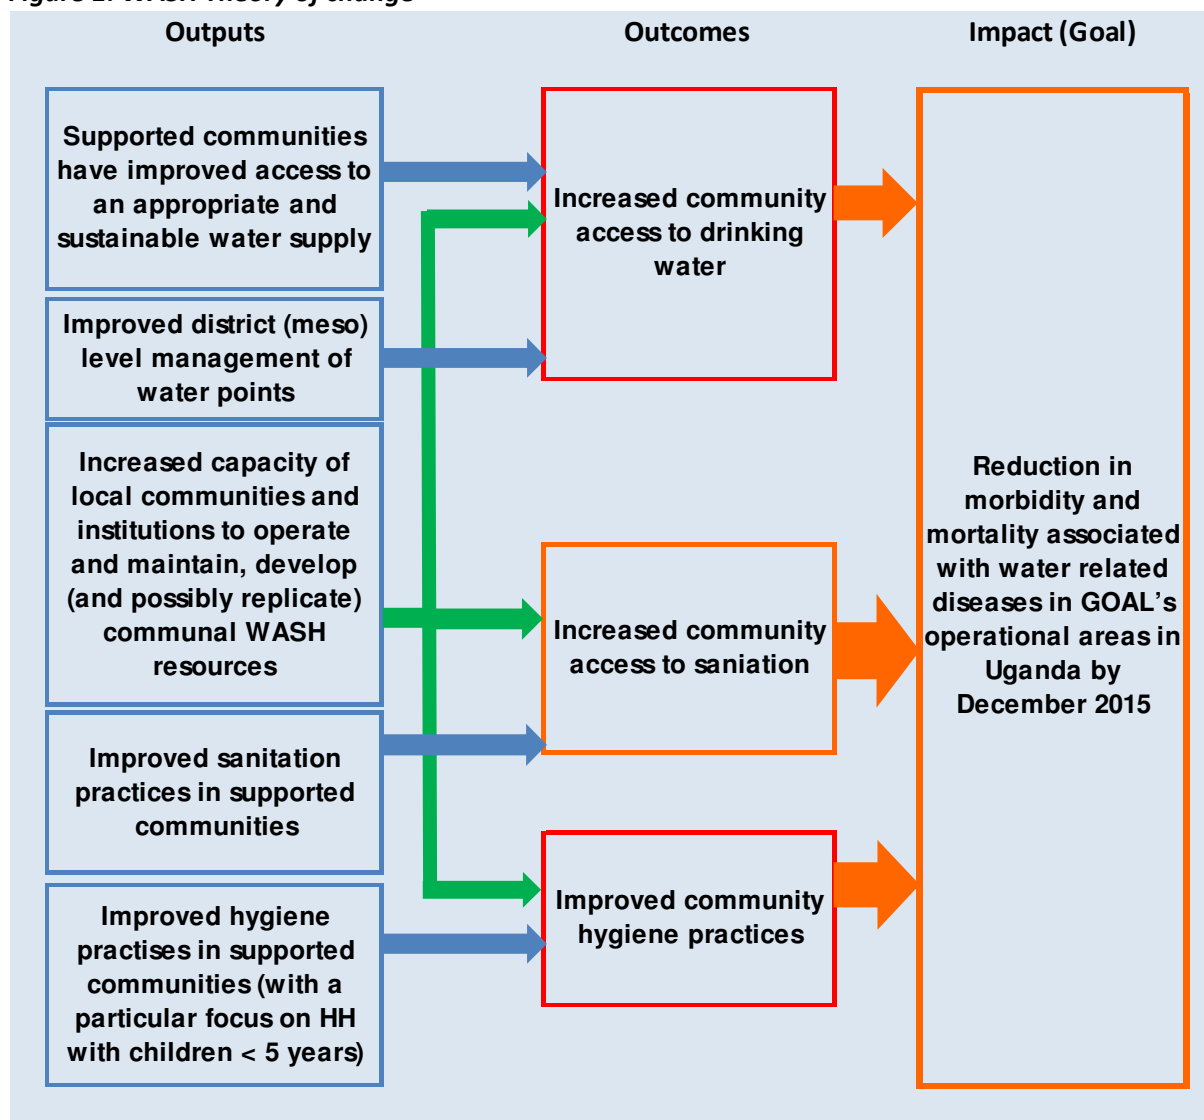 Outputs
Outcomes
Impact (Goal)
Supported communities
have improved access to
an appropriate and
sustainable water supply
Improved district (meso)
level management of
water points
Increased capacity of
local communities and
institutions to operate
and maintain, develop
(and possibly replicate)
communal WASH
resources
Improved sanitation
practices in supported
communities
Improved hygiene
practises in supported
communities (with a
particular focus on HH
with children < 5 years)
Increased community
access to drinking
water
Increased community
access to saniation
Improved community
hygiene practices
Reduction in
morbidity and
mortality associated
with water related
diseases in GOAL's
operational areas in
Uganda by
December 2015